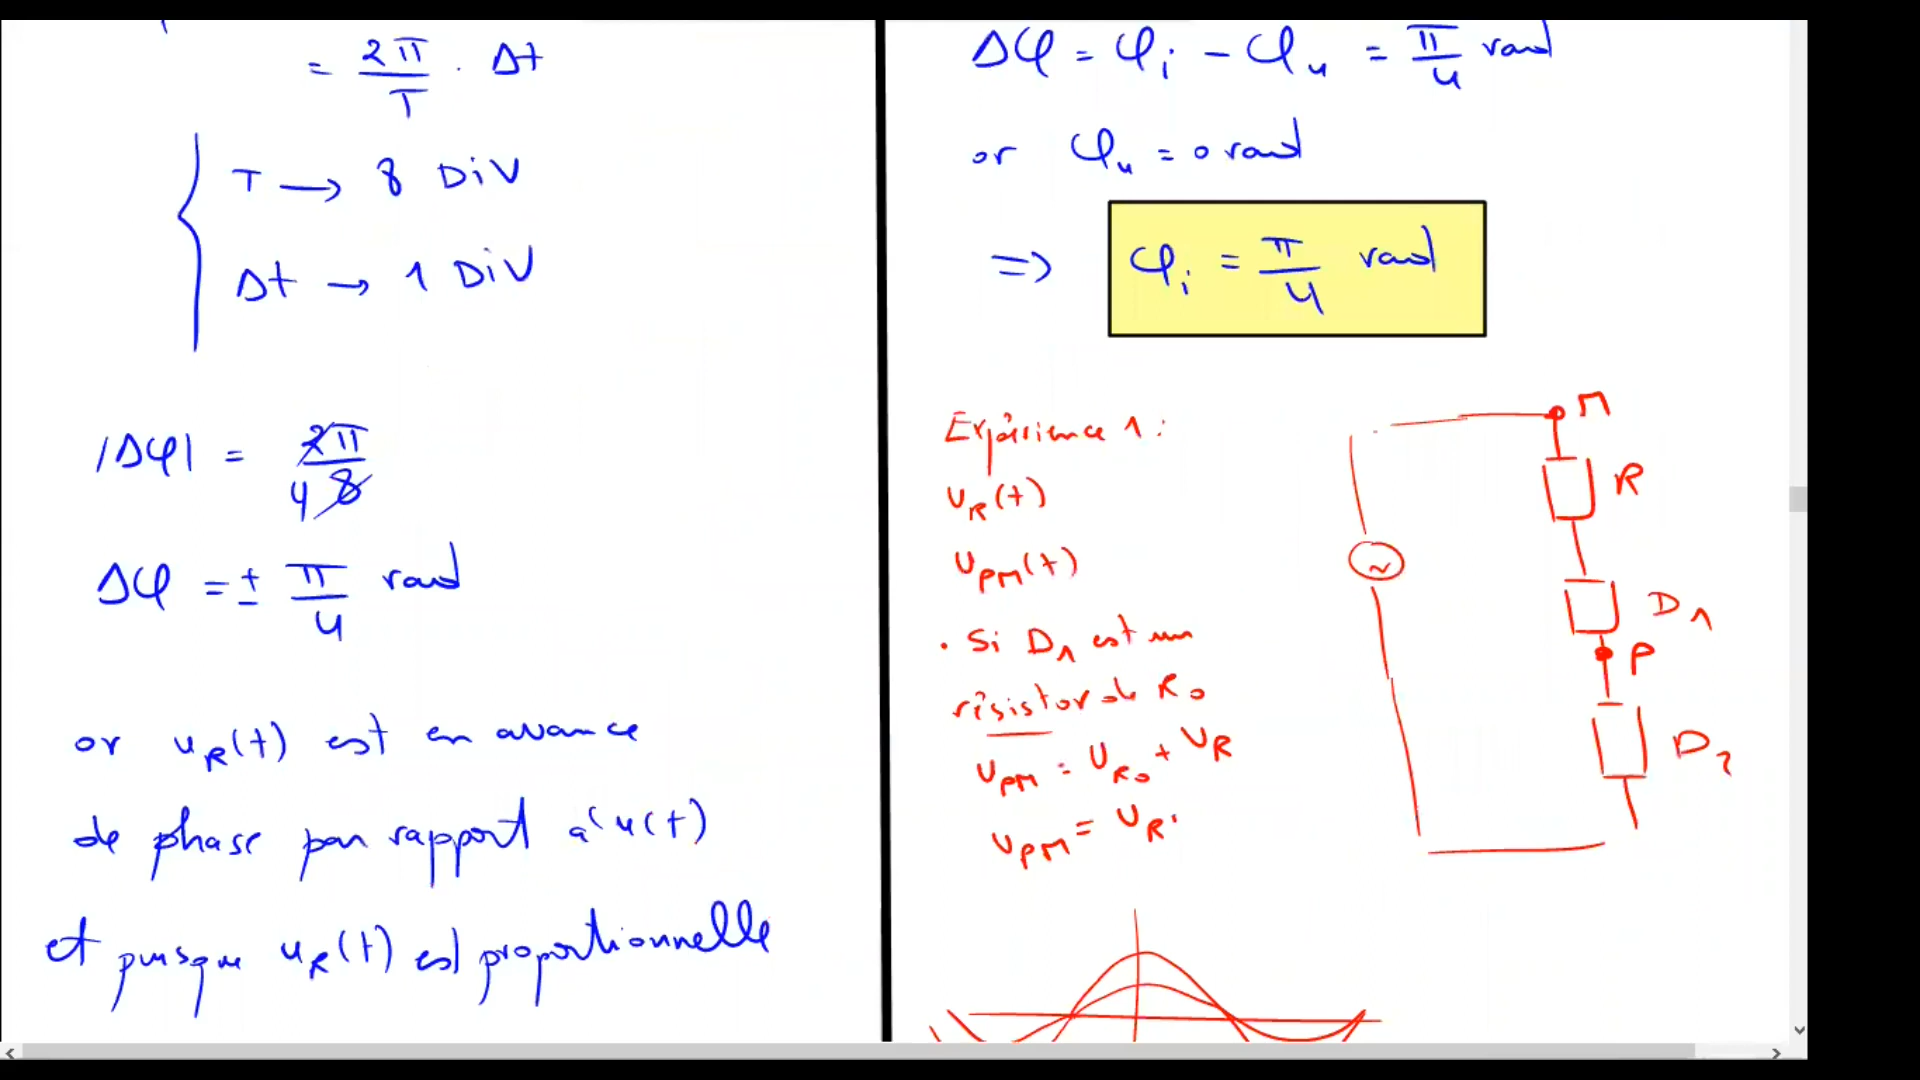 = 2π/T . Δt
T → 8 DiV
Δt → 1 DiV
|Δφ| = 2π/8 4
Δφ = ± π/4 rad
or u_R(t) est en avance
de phase par rapport à u(t)
et puisque u_R(t) est proportionnelle
Δφ = φ_i - φ_u = π/4 rad
or φ_u = 0 rad
=> φ_i = π/4 rad
Expérience 1 :
U_R(t)
U_PM(t)
. Si D_1 est un
résistor de R_0
U_PM = U_R0 + U_R
U_PM = U_R'
M
R
D_1
P
D_2
~